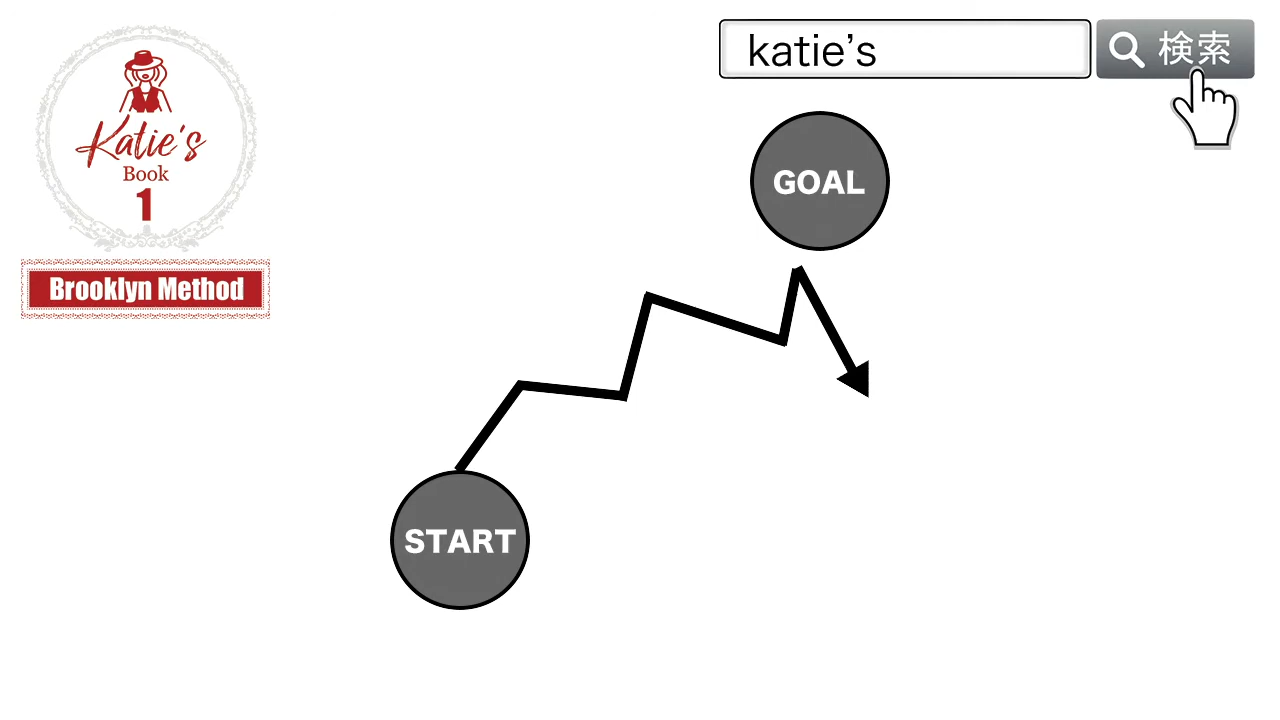 Katie's
Book
1
Brooklyn Method
katie’s
検索
GOAL
START